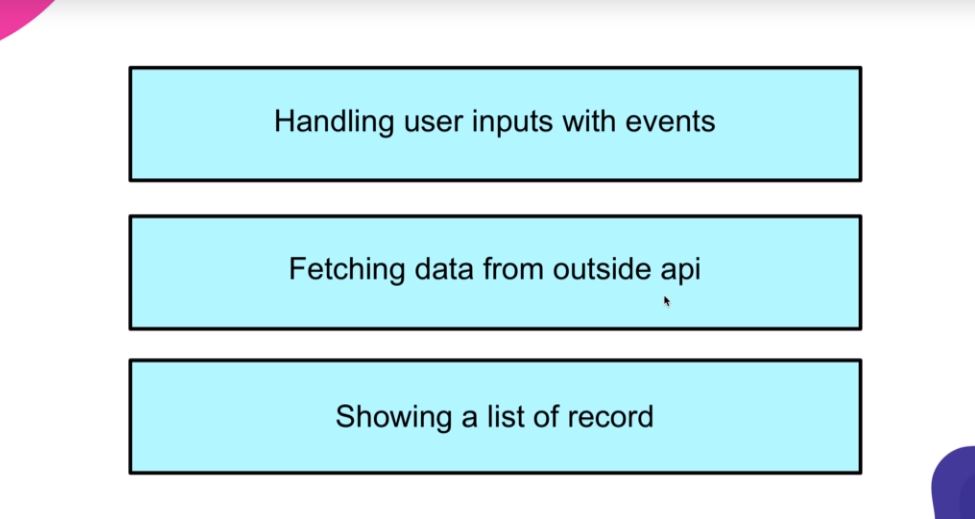 Handling user inputs with events
Fetching data from outside api
Showing a list of record